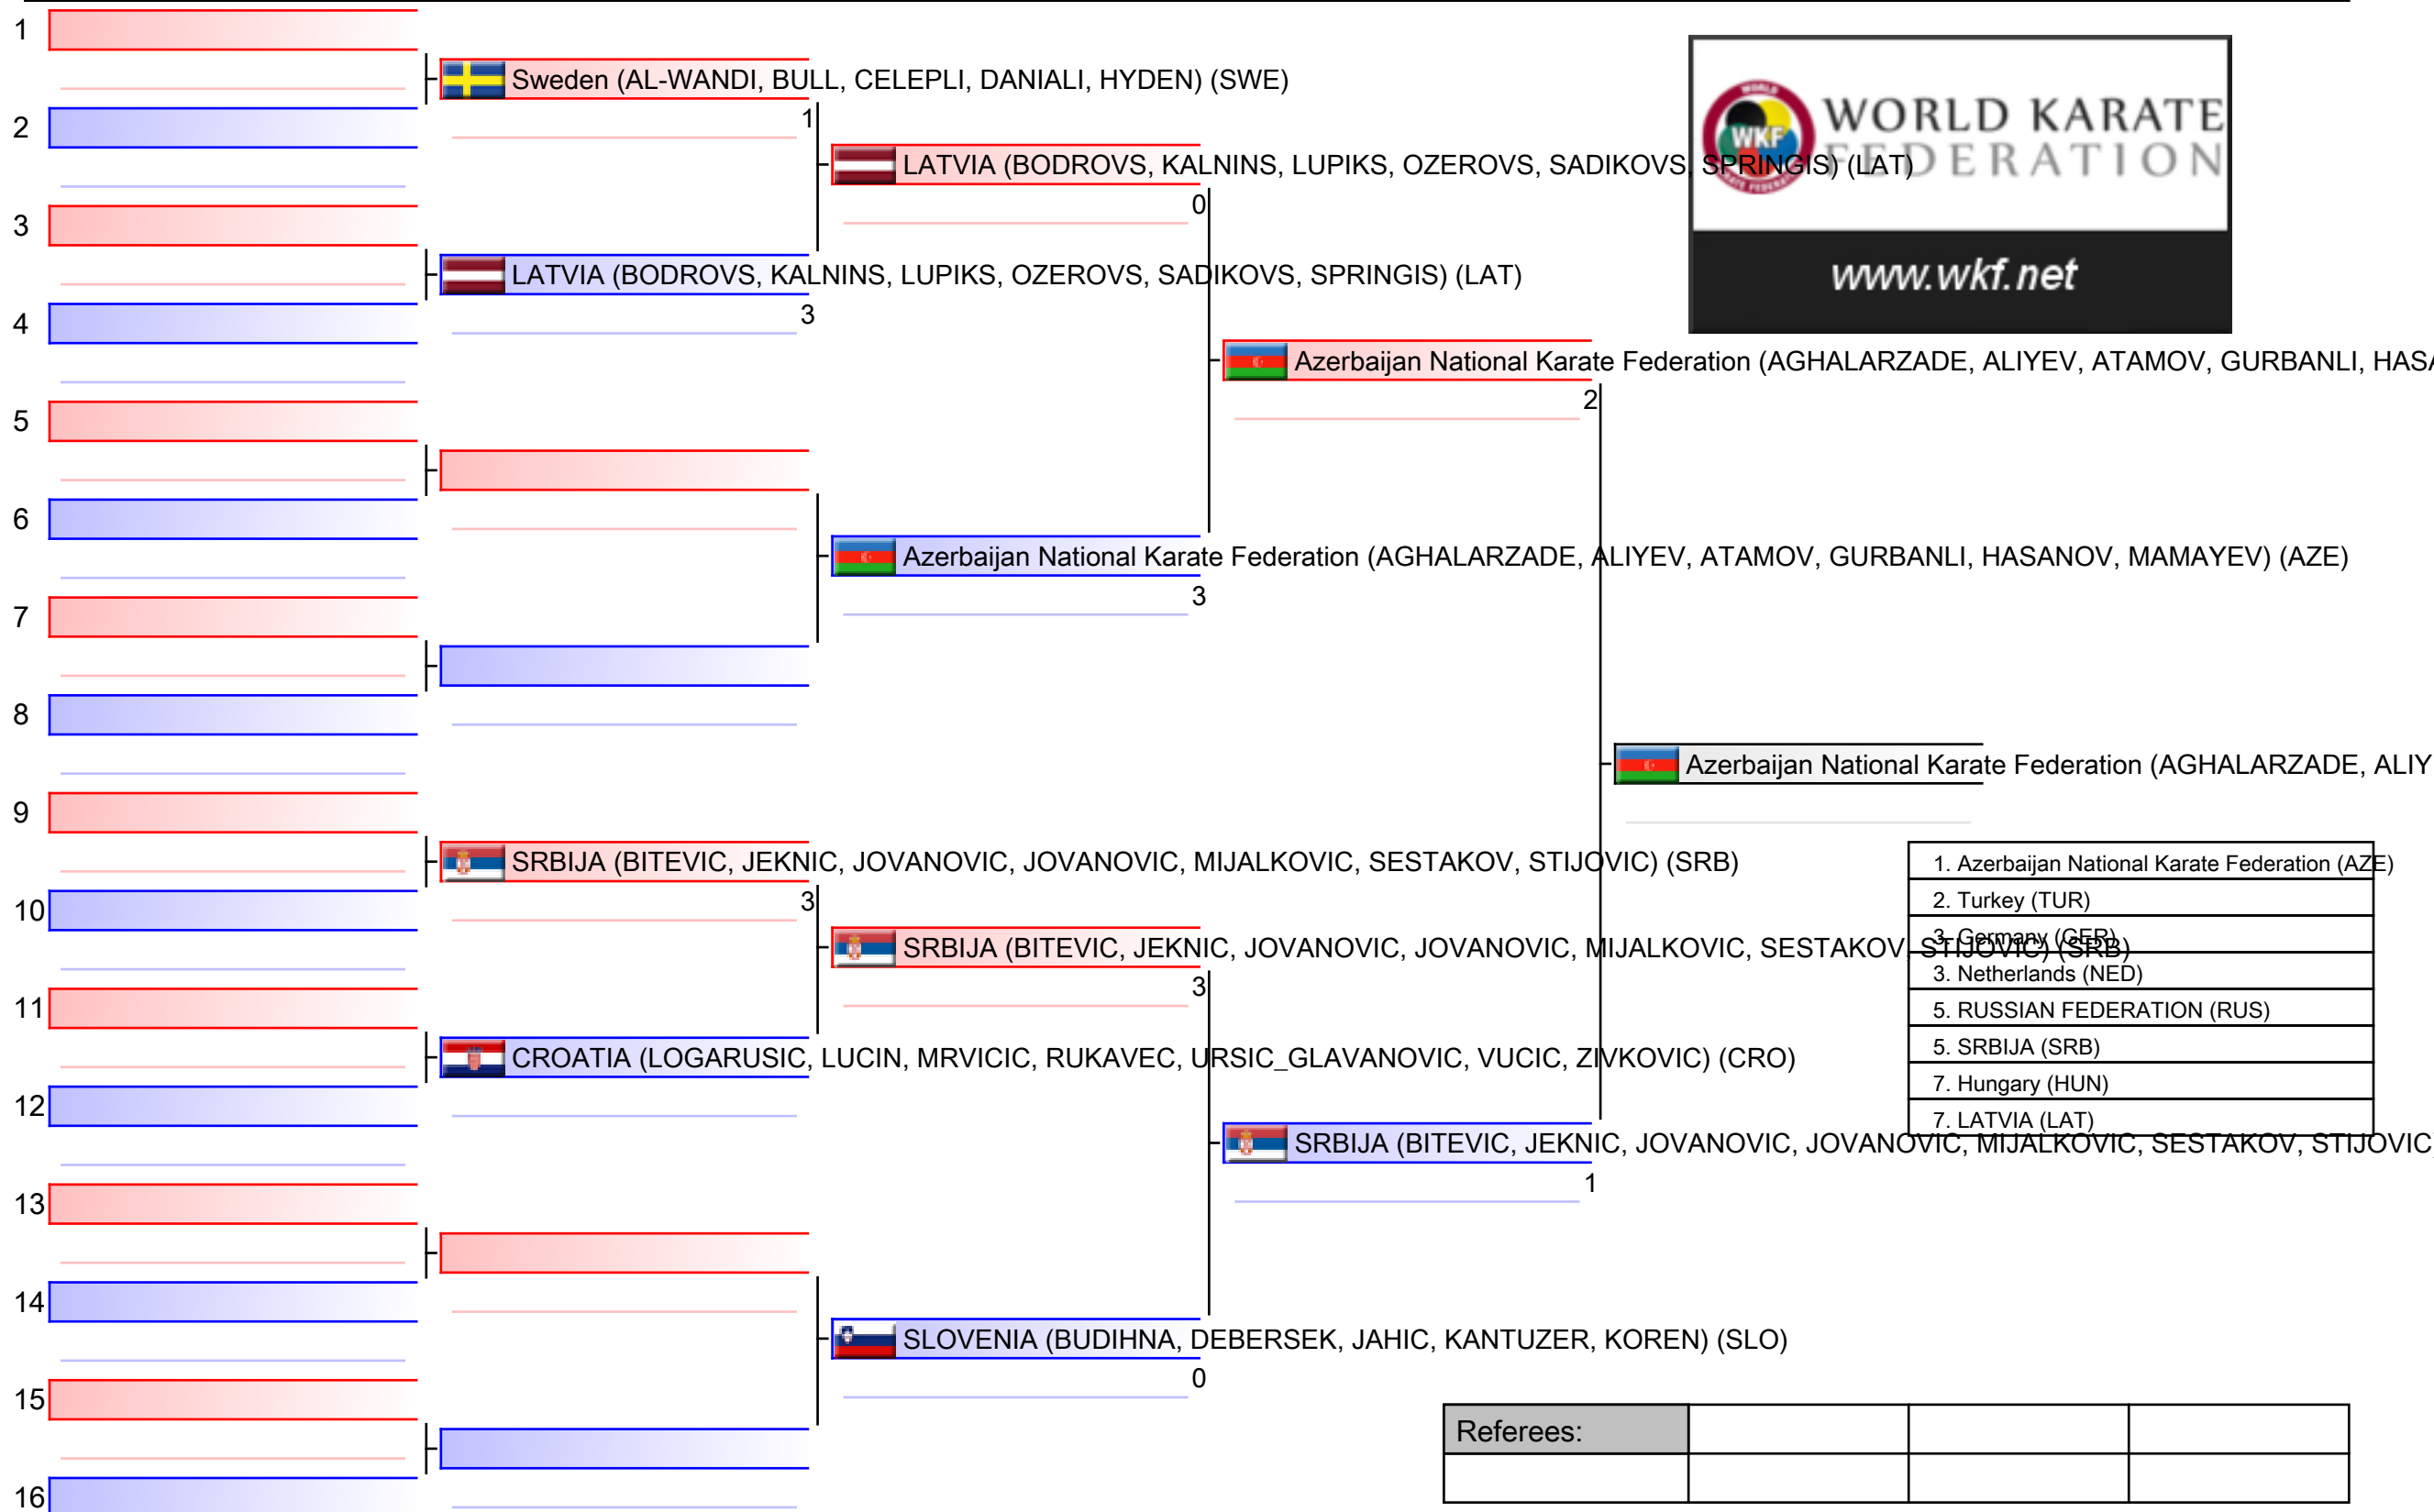 1
Sweden (AL-WANDI, BULL, CELEPLI, DANIALI, HYDEN) (SWE)
1
2
LATVIA (BODROVS, KALNINS, LUPIKS, OZEROVS, SADIKOVS, SPRINGIS) (LAT)
0
WORLD KARATE
FEDERATION
WORLD
WKF
KARATE FEDERATION
www.wkf.net
3
LATVIA (BODROVS, KALNINS, LUPIKS, OZEROVS, SADIKOVS, SPRINGIS) (LAT)
3
4
Azerbaijan National Karate Federation (AGHALARZADE, ALIYEV, ATAMOV, GURBANLI, HASA
2
5
6
Azerbaijan National Karate Federation (AGHALARZADE, ALIYEV, ATAMOV, GURBANLI, HASANOV, MAMAYEV) (AZE)
3
7
8
Azerbaijan National Karate Federation (AGHALARZADE, ALIY
9
SRBIJA (BITEVIC, JEKNIC, JOVANOVIC, JOVANOVIC, MIJALKOVIC, SESTAKOV, STIJOVIC) (SRB)
3
10
SRBIJA (BITEVIC, JEKNIC, JOVANOVIC, JOVANOVIC, MIJALKOVIC, SESTAKOV, STIJOVIC) (SRB)
3
1. Azerbaijan National Karate Federation (AZE)
2. Turkey (TUR)
3. Germany (GER)
3. Netherlands (NED)
5. RUSSIAN FEDERATION (RUS)
5. SRBIJA (SRB)
7. Hungary (HUN)
7. LATVIA (LAT)
11
CROATIA (LOGARUSIC, LUCIN, MRVICIC, RUKAVEC, URSIC_GLAVANOVIC, VUCIC, ZIVKOVIC) (CRO)
12
SRBIJA (BITEVIC, JEKNIC, JOVANOVIC, JOVANOVIC, MIJALKOVIC, SESTAKOV, STIJOVIC
1
13
14
SLOVENIA (BUDIHNA, DEBERSEK, JAHIC, KANTUZER, KOREN) (SLO)
0
15
16
Referees: